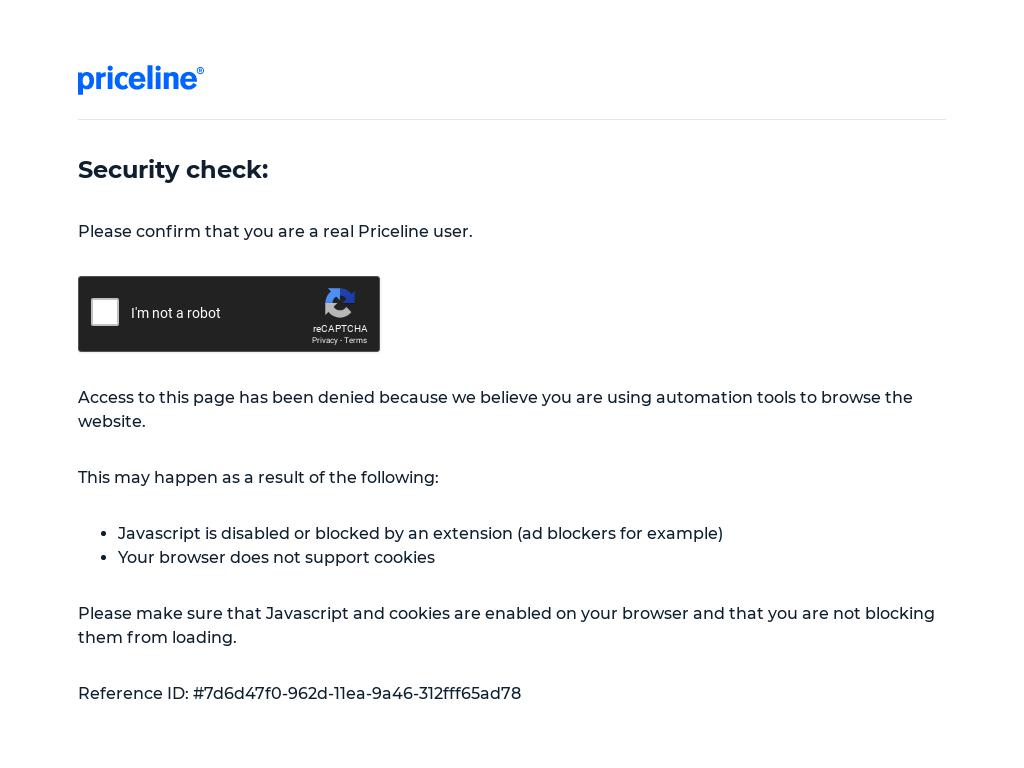 priceline®
Security check:
Please confirm that you are a real Priceline user.
I'm not a robot
reCAPTCHA
Privacy - Terms
Access to this page has been denied because we believe you are using automation tools to browse the
website.
This may happen as a result of the following:
• Javascript is disabled or blocked by an extension (ad blockers for example)
• Your browser does not support cookies
Please make sure that Javascript and cookies are enabled on your browser and that you are not blocking
them from loading.
Reference ID: #7d6d47f0-962d-11ea-9a46-312fff65ad78